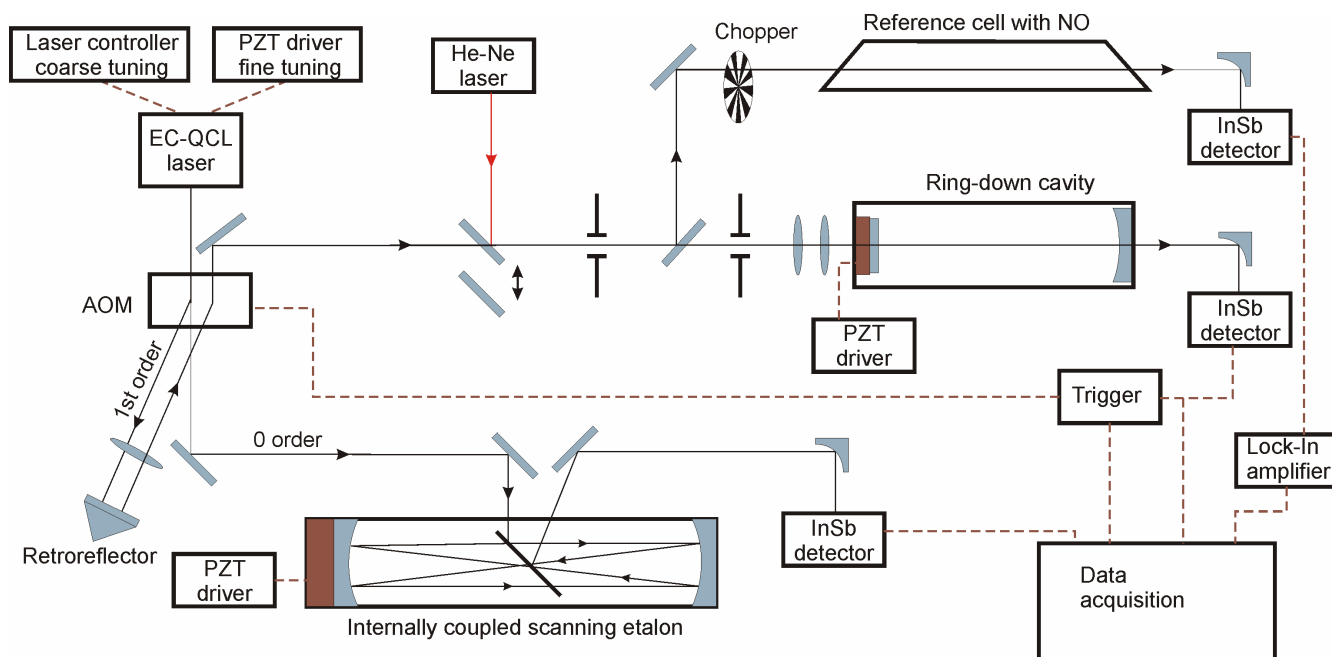 Laser controller
coarse tuning
PZT driver
fine tuning
He-Ne
laser
Chopper
Reference cell with NO
EC-QCL
laser
InSb
detector
Ring-down cavity
AOM
InSb
detector
PZT
driver
1st order
Trigger
0 order
Lock-In
amplifier
Retroreflector
PZT
driver
InSb
detector
Data
acquisition
Internally coupled scanning etalon